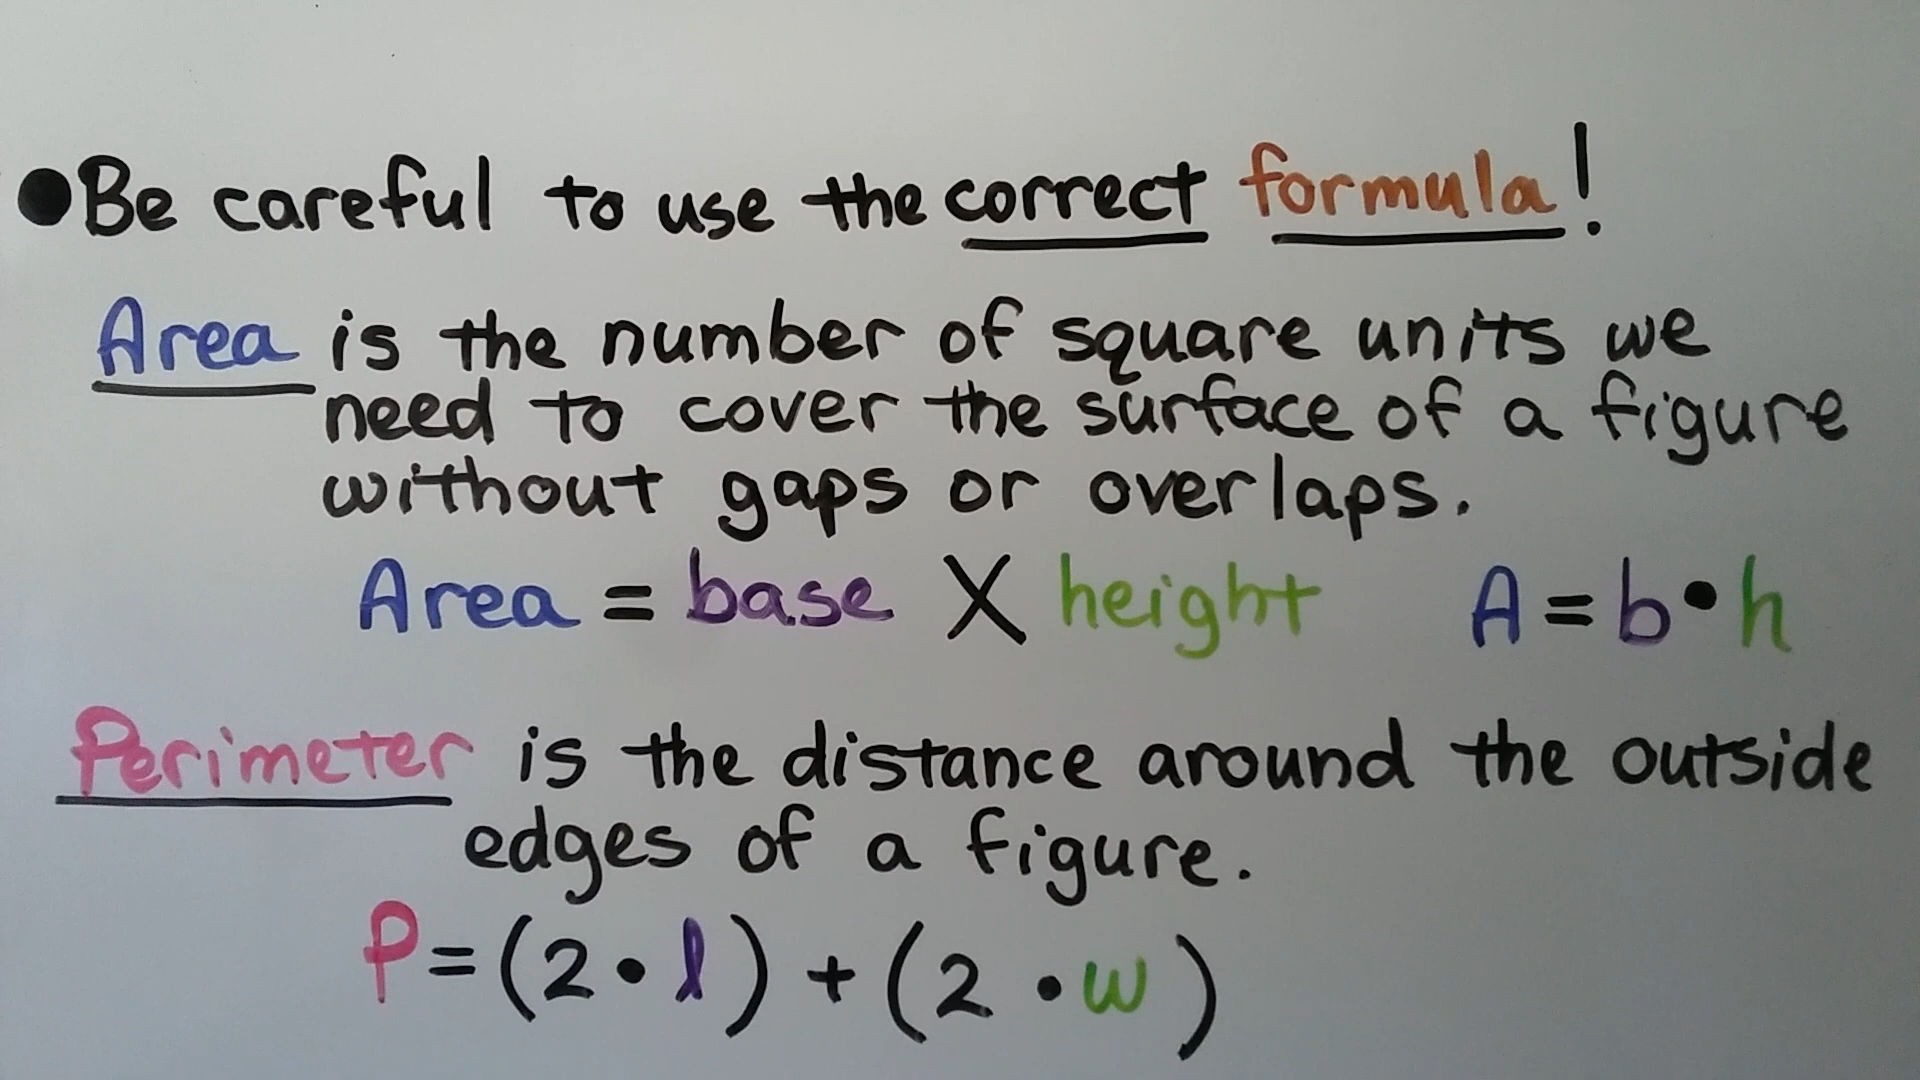 ●Be careful to use the correct formula!
Area is the number of square units we
need to cover the surface of a figure
without gaps or overlaps.
Area = base X height A = b • h
Perimeter is the distance around the outside
edges of a figure.
P = (2 • l) + (2 • w)